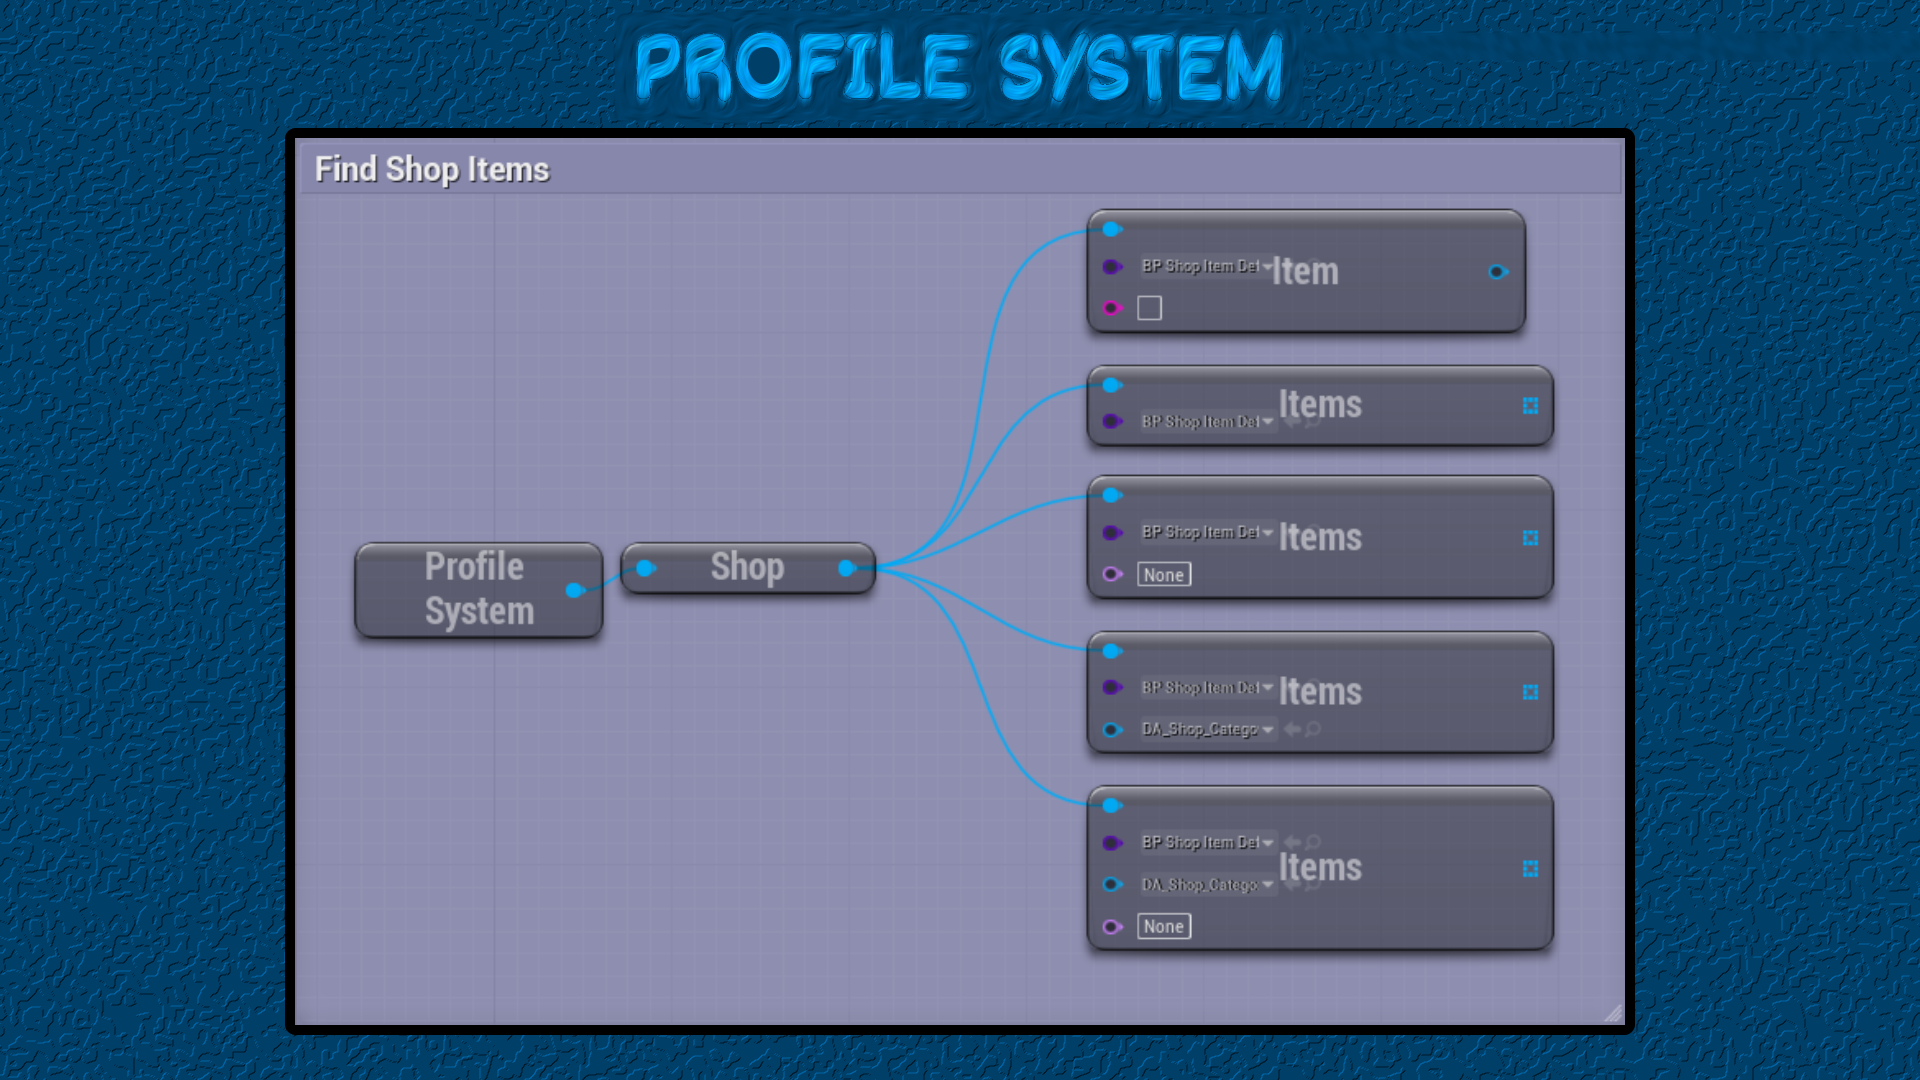 PROFILE SYSTEM
Find Shop Items
Profile
System
Shop
BP Shop Item Def
Item
BP Shop Item Def
Items
BP Shop Item Def
Items
None
BP Shop Item Def
Items
DA_Shop_Catego
BP Shop Item Def
DA_Shop_Catego
Items
None